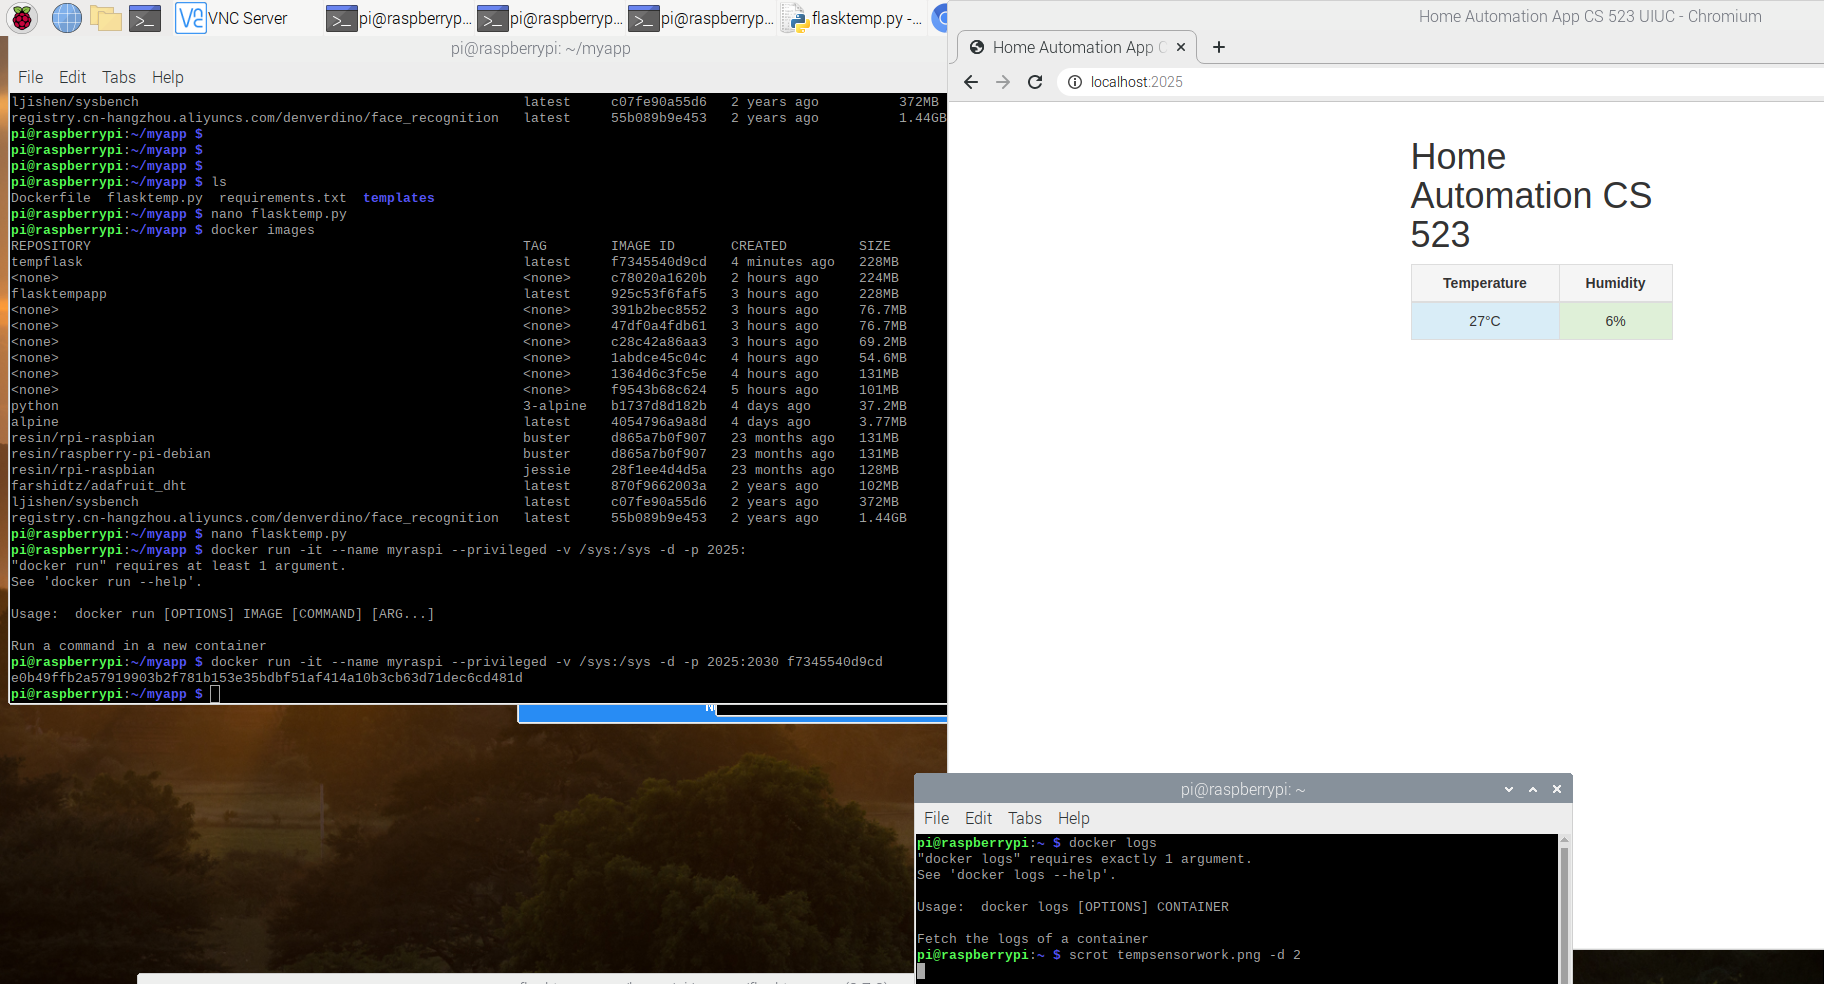 VNC Server
pi@raspberryp...
pi@raspberryp...
pi@raspberryp...
flasktemp.py -...
pi@raspberrypi: ~/myapp
File Edit Tabs Help
ljishen/sysbench latest c07fe90a55d6 2 years ago 372MB
registry.cn-hangzhou.aliyuncs.com/denverdino/face_recognition latest 55b089b9e453 2 years ago 1.44GB
pi@raspberrypi:~/myapp $
pi@raspberrypi:~/myapp $
pi@raspberrypi:~/myapp $
pi@raspberrypi:~/myapp $ ls
Dockerfile flasktemp.py requirements.txt templates
pi@raspberrypi:~/myapp $ nano flasktemp.py
pi@raspberrypi:~/myapp $ docker images
REPOSITORY TAG IMAGE ID CREATED SIZE
tempflask latest f7345540d9cd 4 minutes ago 228MB
<none> <none> c78020a1620b 2 hours ago 224MB
flasktempapp latest 925c53f6faf5 3 hours ago 228MB
<none> <none> 391b2bec8552 3 hours ago 76.7MB
<none> <none> 47df0a4fdb61 3 hours ago 76.7MB
<none> <none> c28c42a86aa3 3 hours ago 69.2MB
<none> <none> 1abdce45c04c 4 hours ago 54.6MB
<none> <none> 1364d6c3fc5e 4 hours ago 131MB
<none> <none> f9543b68c624 5 hours ago 101MB
python 3-alpine b1737d8d182b 4 days ago 37.2MB
alpine latest 4054796a9a8d 4 days ago 3.77MB
resin/rpi-raspbian buster d865a7b0f907 23 months ago 131MB
resin/raspberry-pi-debian buster d865a7b0f907 23 months ago 131MB
resin/rpi-raspbian jessie 28f1ee4d4d5a 23 months ago 128MB
farshidtz/adafruit_dht latest 870f9662003a 2 years ago 102MB
ljishen/sysbench latest c07fe90a55d6 2 years ago 372MB
registry.cn-hangzhou.aliyuncs.com/denverdino/face_recognition latest 55b089b9e453 2 years ago 1.44GB
pi@raspberrypi:~/myapp $ nano flasktemp.py
pi@raspberrypi:~/myapp $ docker run -it --name myraspi --privileged -v /sys:/sys -d -p 2025:
"docker run" requires at least 1 argument.
See 'docker run --help'.
Usage:  docker run [OPTIONS] IMAGE [COMMAND] [ARG...]
Run a command in a new container
pi@raspberrypi:~/myapp $ docker run -it --name myraspi --privileged -v /sys:/sys -d -p 2025:2030 f7345540d9cd
e0b49ffb2a57919903b2f781b153e35bdbf51af414a10b3cb63d71dec6cd481d
pi@raspberrypi:~/myapp $
Home Automation App CS 523 UIUC - Chromium
Home Automation App C
localhost:2025
Home
Automation CS
523
Temperature Humidity
27°C 6%
pi@raspberrypi: ~
File Edit Tabs Help
pi@raspberrypi:~ $ docker logs
"docker logs" requires exactly 1 argument.
See 'docker logs --help'.
Usage:  docker logs [OPTIONS] CONTAINER
Fetch the logs of a container
pi@raspberrypi:~ $ scrot tempsensorwork.png -d 2